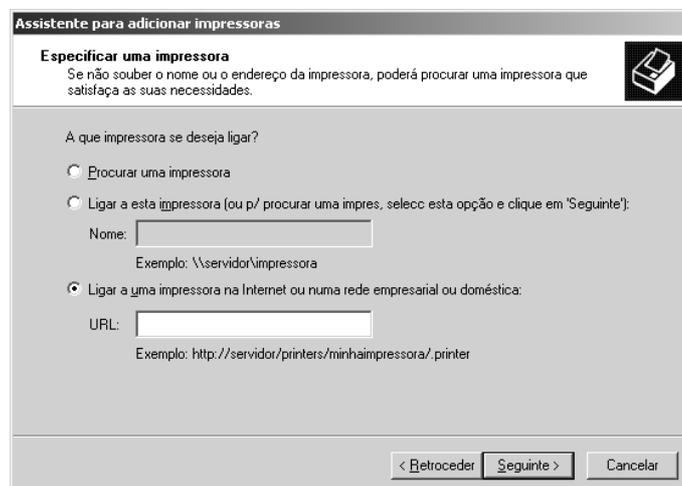 Assistente para adicionar impressoras
Especificar uma impressora
Se não souber o nome ou o endereço da impressora, poderá procurar uma impressora que
satisfaça as suas necessidades.
A que impressora se deseja ligar?
Procurar uma impressora
Ligar a esta impressora (ou p/ procurar uma impres, selecc esta opção e clique em 'Seguinte'):
Nome:
Exemplo: \\servidor\impressora
Ligar a uma impressora na Internet ou numa rede empresarial ou doméstica:
URL:
Exemplo: http://servidor/printers/minhaimpressora/.printer
< Retroceder Seguinte > Cancelar